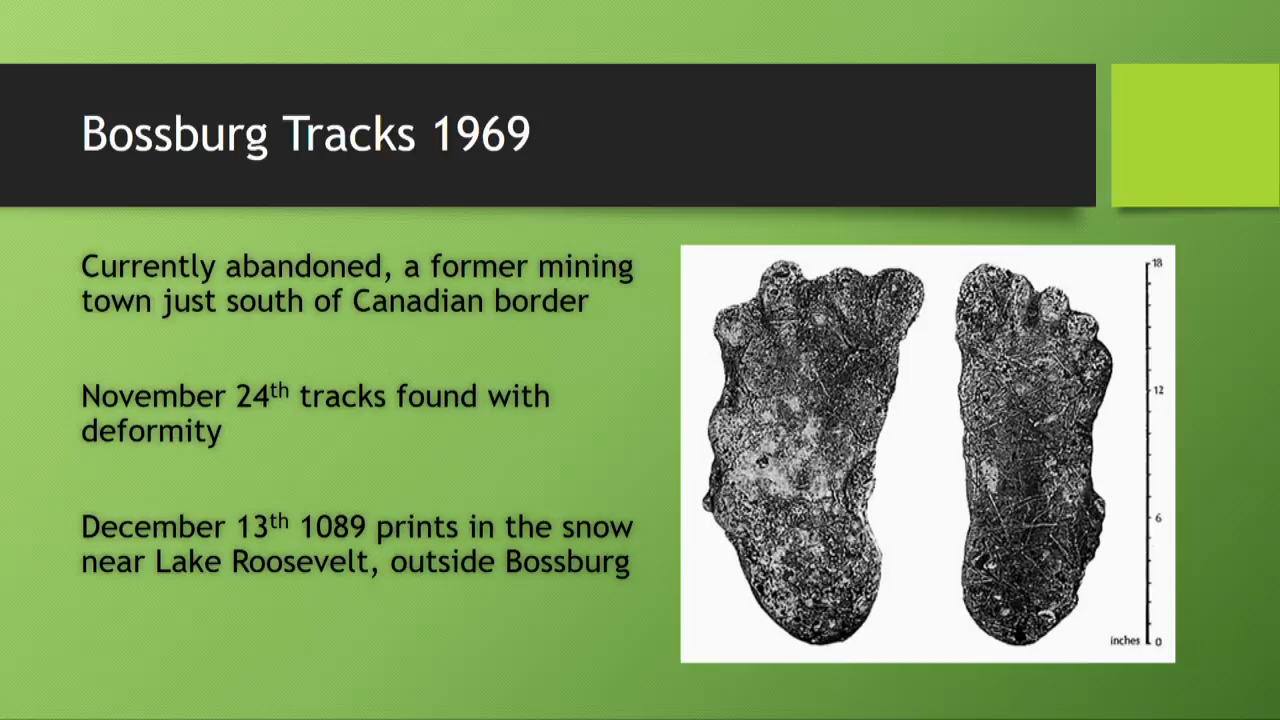 Bossburg Tracks 1969
Currently abandoned, a former mining
town just south of Canadian border
November 24th tracks found with
deformity
December 13th 1089 prints in the snow
near Lake Roosevelt, outside Bossburg
18
12
6
inches 0